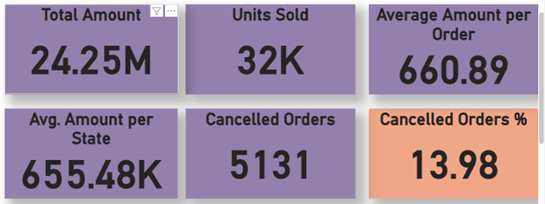 Total Amount
24.25M
Units Sold
32K
Average Amount per
Order
660.89
Avg. Amount per
State
655.48K
Cancelled Orders
5131
Cancelled Orders %
13.98